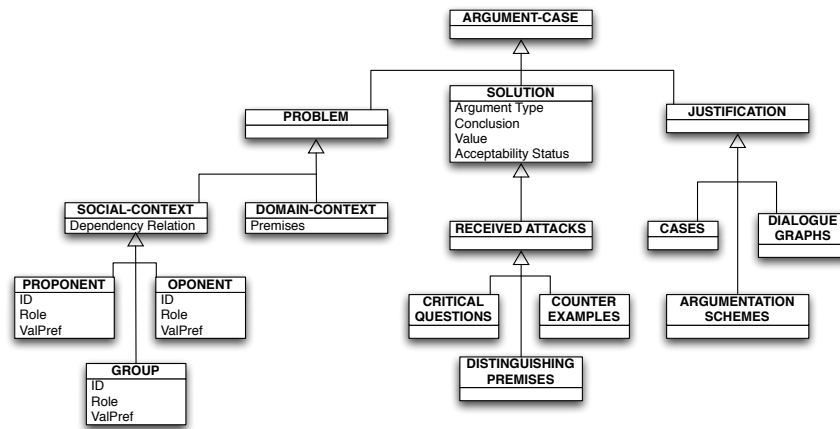 ARGUMENT-CASE
PROBLEM
SOLUTION
Argument Type
Conclusion
Value
Acceptability Status
JUSTIFICATION
SOCIAL-CONTEXT
Dependency Relation
DOMAIN-CONTEXT
Premises
RECEIVED ATTACKS
CASES
DIALOGUE
GRAPHS
PROPONENT
ID
Role
ValPref
OPONENT
ID
Role
ValPref
CRITICAL
QUESTIONS
COUNTER
EXAMPLES
ARGUMENTATION
SCHEMES
GROUP
ID
Role
ValPref
DISTINGUISHING
PREMISES